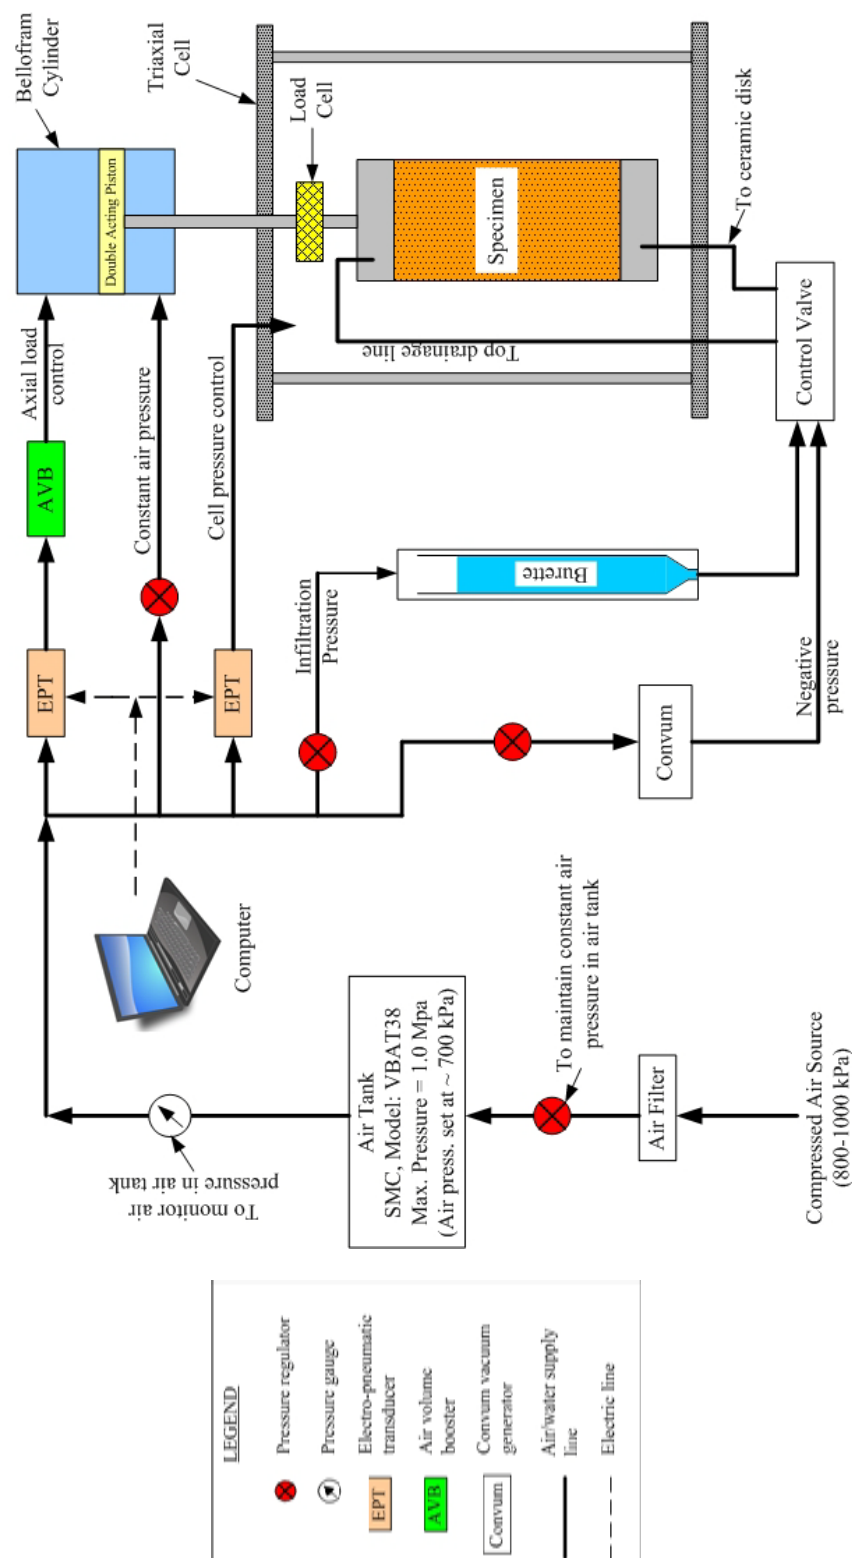 Bellofram
Cylinder
Double Acting Piston
Triaxial
Cell
Load
Cell
Specimen
To ceramic disk
Top drainage line
Control Valve
Axial load
control
AVB
Constant air pressure
Cell pressure control
EPT
EPT
Infiltration
Pressure
Burette
Convum
Negative
pressure
Computer
To monitor air
pressure in air tank
Air Tank
SMC, Model: VBAT38
Max. Pressure = 1.0 Mpa
(Air press. set at ~ 700 kPa)
To maintain constant air
pressure in air tank
Air Filter
Compressed Air Source
(800-1000 kPa)
LEGEND
Pressure regulator
Pressure gauge
EPT
Electro-pneumatic
transducer
AVB
Air volume
booster
Convum
Convum vacuum
generator
Air/water supply
line
Electric line